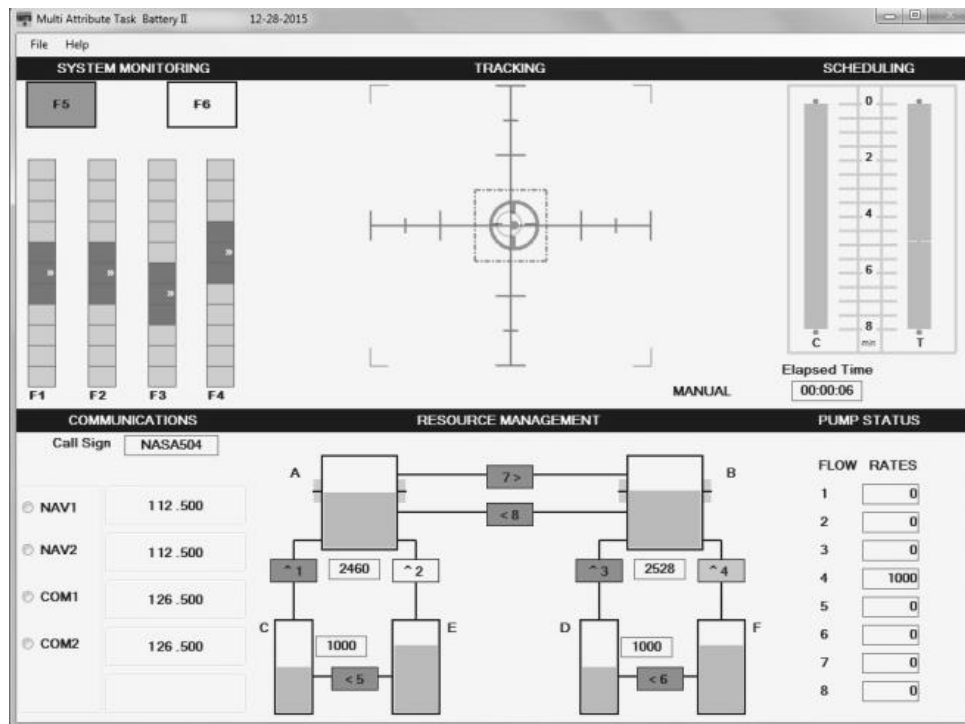 Multi Attribute Task Battery II 12-28-2015
File Help
SYSTEM MONITORING TRACKING SCHEDULING
F5 F6
0
2
4
6
8
C min T
F1 F2 F3 F4
Elapsed Time
MANUAL 00:00:06
COMMUNICATIONS RESOURCE MANAGEMENT PUMP STATUS
Call Sign NASA504
A B
7 >
< 8
FLOW RATES
1 0
2 0
3 0
4 1000
5 0
6 0
7 0
8 0
NAV1 112.500
NAV2 112.500
COM1 126.500
COM2 126.500
^1 2460 ^2 ^3 2528 ^4
C E D F
1000 1000
< 5 < 6